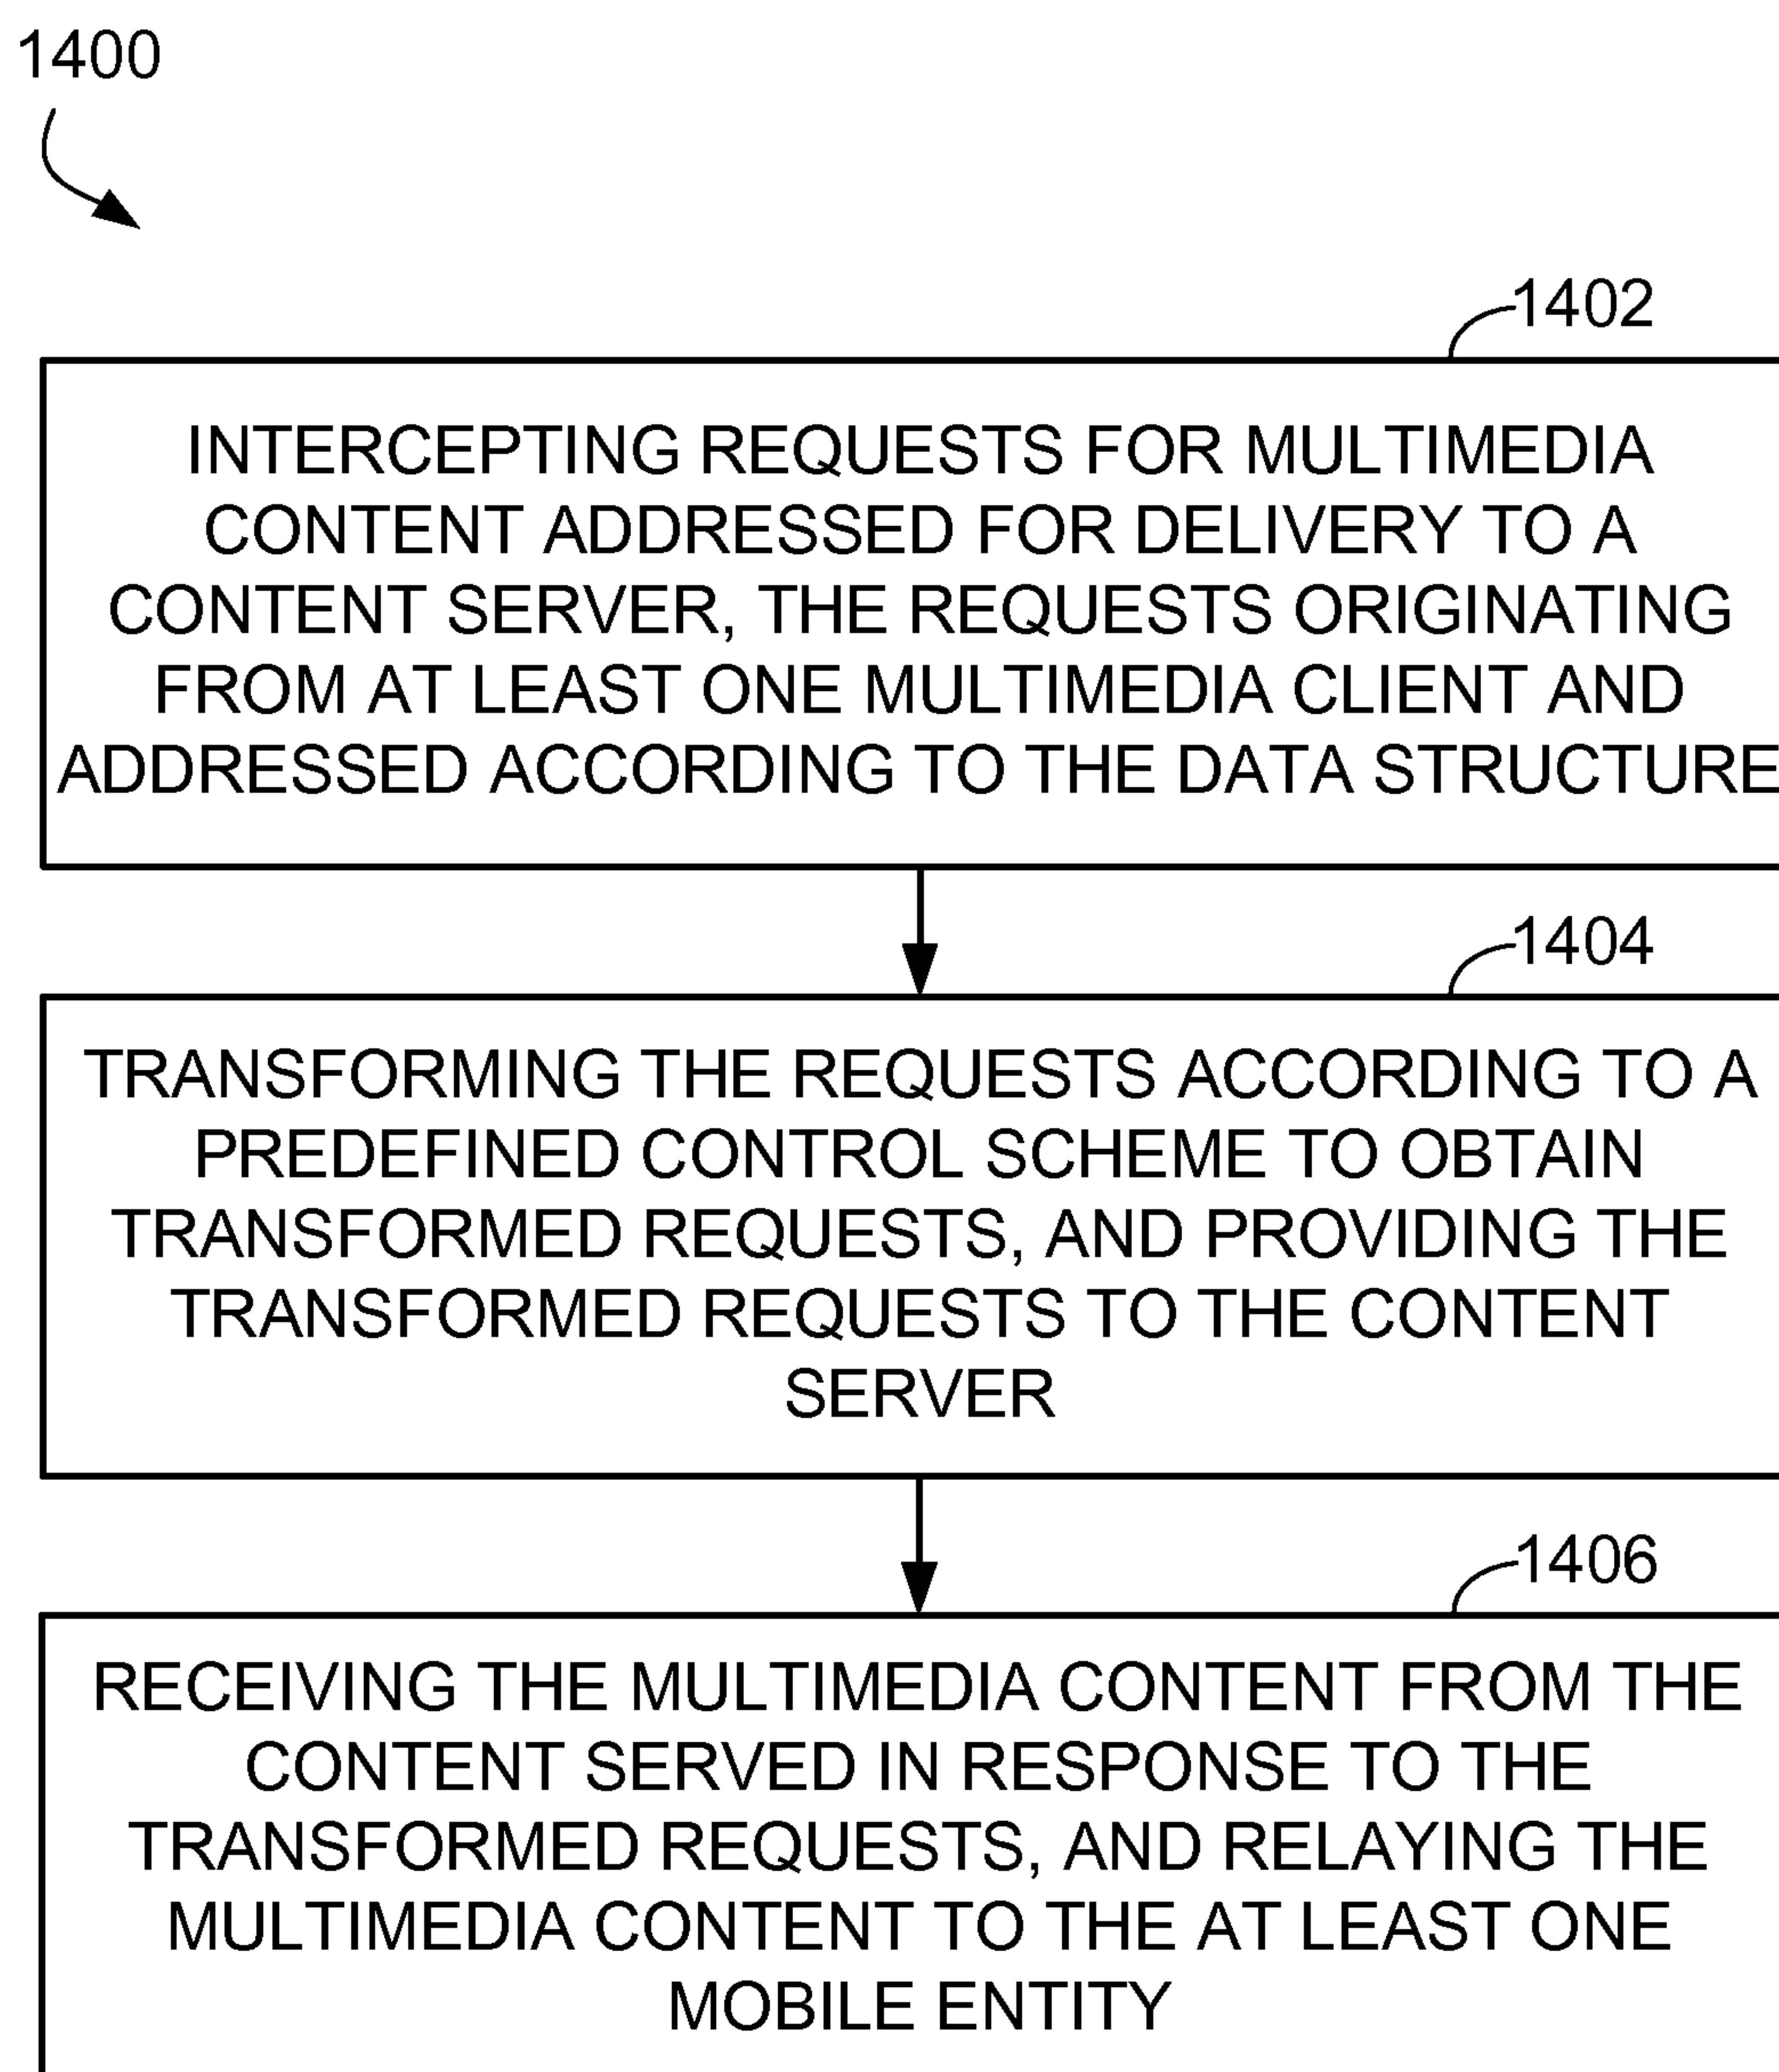 1400
1402
INTERCEPTING REQUESTS FOR MULTIMEDIA
CONTENT ADDRESSED FOR DELIVERY TO A
CONTENT SERVER, THE REQUESTS ORIGINATING
FROM AT LEAST ONE MULTIMEDIA CLIENT AND
ADDRESSED ACCORDING TO THE DATA STRUCTURE
1404
TRANSFORMING THE REQUESTS ACCORDING TO A
PREDEFINED CONTROL SCHEME TO OBTAIN
TRANSFORMED REQUESTS, AND PROVIDING THE
TRANSFORMED REQUESTS TO THE CONTENT
SERVER
1406
RECEIVING THE MULTIMEDIA CONTENT FROM THE
CONTENT SERVED IN RESPONSE TO THE
TRANSFORMED REQUESTS, AND RELAYING THE
MULTIMEDIA CONTENT TO THE AT LEAST ONE
MOBILE ENTITY